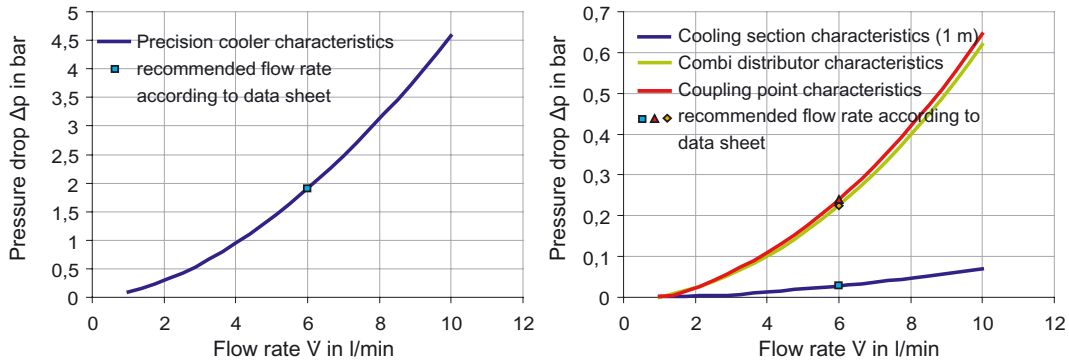 Pressure drop Δp in bar
5
4,5
4
3,5
3
2,5
2
1,5
1
0,5
0
Precision cooler characteristics
recommended flow rate
according to data sheet
0 2 4 6 8 10 12
Flow rate V̇ in l/min
Pressure drop Δp in bar
0,7
0,6
0,5
0,4
0,3
0,2
0,1
0,0
Cooling section characteristics (1 m)
Combi distributor characteristics
Coupling point characteristics
recommended flow rate according to
data sheet
0 2 4 6 8 10 12
Flow rate V̇ in l/min